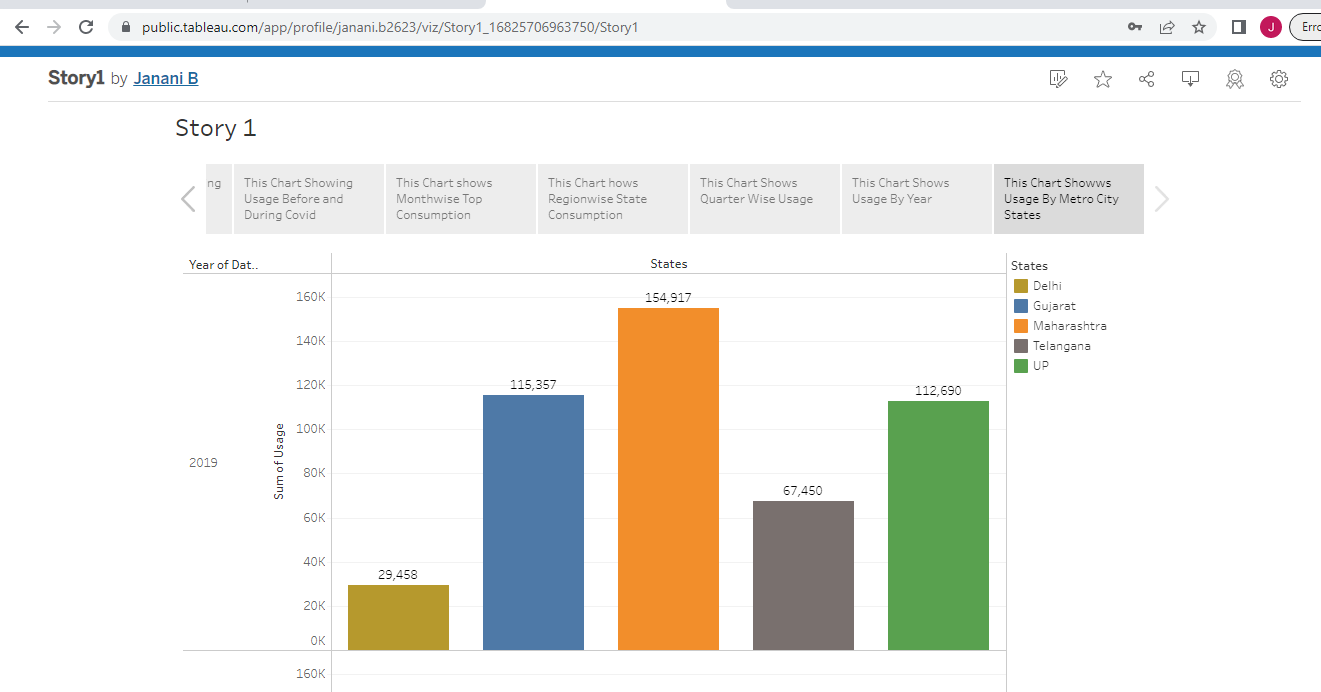 public.tableau.com/app/profile/janani.b2623/viz/Story1_16825706963750/Story1
J
Erro
Story1 by Janani B
Story 1
ng
This Chart Showing
Usage Before and
During Covid
This Chart shows
Monthwise Top
Consumption
This Chart hows
Regionwise State
Consumption
This Chart Shows
Quarter Wise Usage
This Chart Shows
Usage By Year
This Chart Showws
Usage By Metro City
States
Year of Dat..
States
2019
Sum of Usage
160K
140K
120K
100K
80K
60K
40K
20K
0K
160K
29,458
115,357
154,917
67,450
112,690
States
Delhi
Gujarat
Maharashtra
Telangana
UP